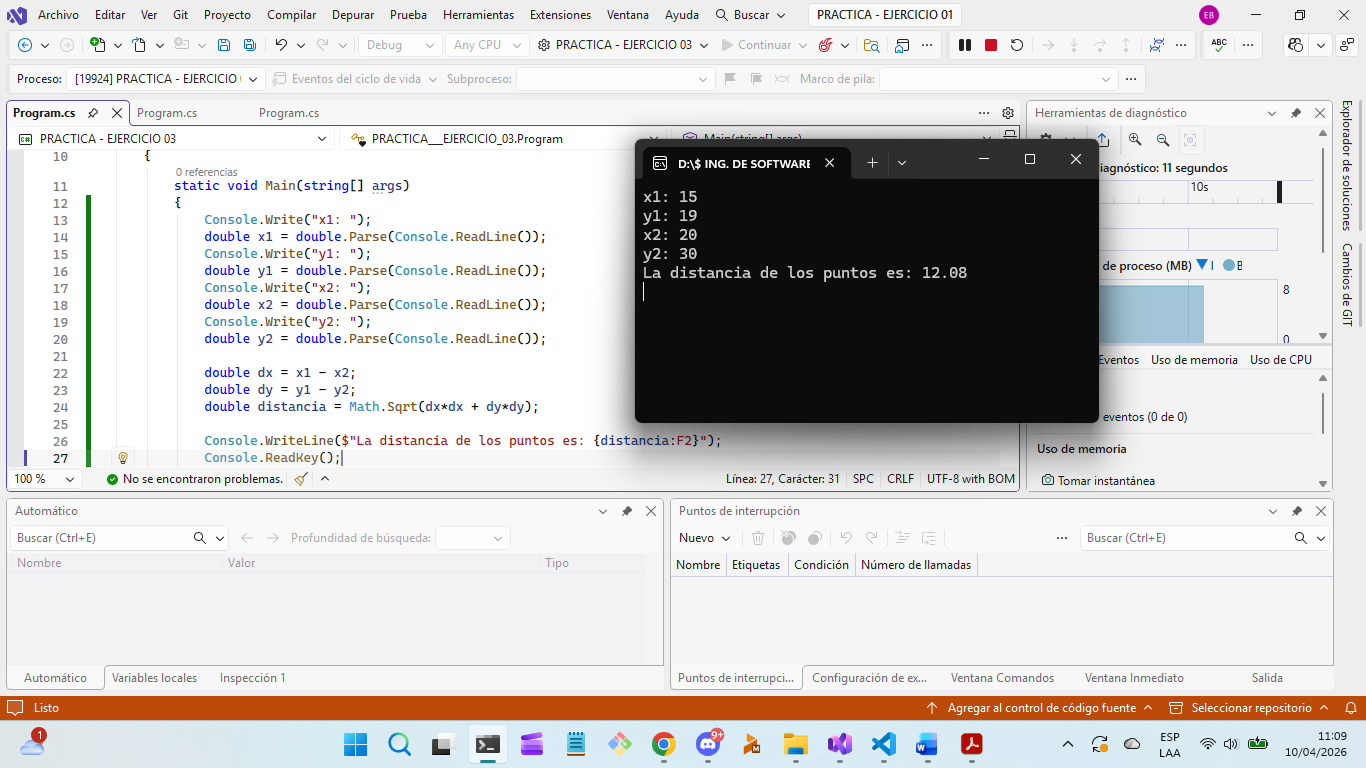 Archivo Editar Ver Git Proyecto Compilar Depurar Prueba Herramientas Extensiones Ventana Ayuda Buscar PRACTICA - EJERCICIO 01 EB
Debug Any CPU PRACTICA - EJERCICIO 03 Continuar ABC
Proceso: [19924] PRACTICA - EJERCICIO Eventos del ciclo de vida Subproceso: Marco de pila:
Program.cs Program.cs Program.cs
PRACTICA - EJERCICIO 03 PRACTICA___EJERCICIO_03.Program Main(string[] args)
10 {
0 referencias
11 static void Main(string[] args)
12 {
13 Console.Write("x1: ");
14 double x1 = double.Parse(Console.ReadLine());
15 Console.Write("y1: ");
16 double y1 = double.Parse(Console.ReadLine());
17 Console.Write("x2: ");
18 double x2 = double.Parse(Console.ReadLine());
19 Console.Write("y2: ");
20 double y2 = double.Parse(Console.ReadLine());
21
22 double dx = x1 - x2;
23 double dy = y1 - y2;
24 double distancia = Math.Sqrt(dx*dx + dy*dy);
25
26 Console.WriteLine($"La distancia de los puntos es: {distancia:F2}");
27 Console.ReadKey();
100 % No se encontraron problemas. Línea: 27, Carácter: 31 SPC CRLF UTF-8 with BOM
D:\$ ING. DE SOFTWARE
x1: 15
y1: 19
x2: 20
y2: 30
La distancia de los puntos es: 12.08
Herramientas de diagnóstico
iagnóstico: 11 segundos
10s
de proceso (MB) I B
8
0
Eventos Uso de memoria Uso de CPU
eventos (0 de 0)
Uso de memoria
Tomar instantánea
Explorador de soluciones
Cambios de GIT
Automático
Buscar (Ctrl+E) Profundidad de búsqueda:
Nombre Valor Tipo
Automático Variables locales Inspección 1
Puntos de interrupción
Nuevo Buscar (Ctrl+E)
Nombre Etiquetas Condición Número de llamadas
Puntos de interrupci... Configuración de ex... Ventana Comandos Ventana Inmediato Salida
Listo Agregar al control de código fuente Seleccionar repositorio
1
9+
ESP
LAA
11:09
10/04/2026